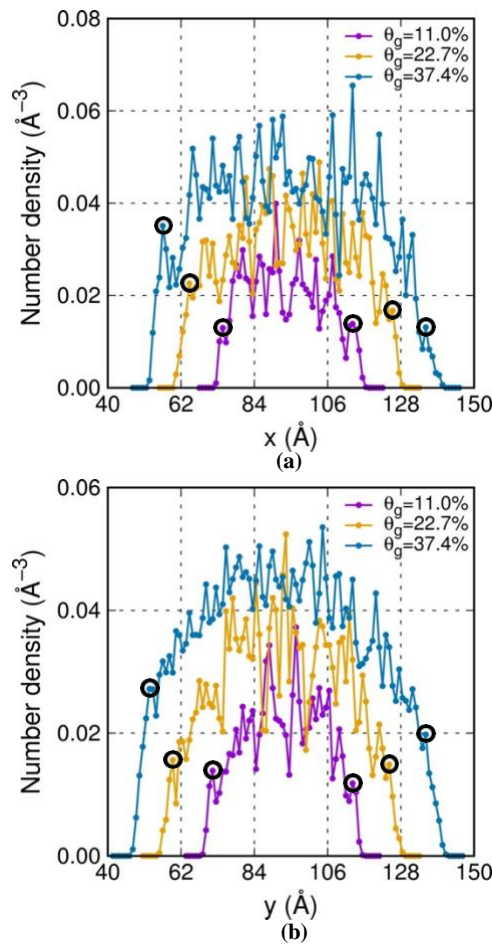 0.08
θg=11.0%
θg=22.7%
θg=37.4%
0.06
0.04
0.02
0.00
Number density (Å⁻³)
40 62 84 106 128 150
x (Å)
(a)
0.06
θg=11.0%
θg=22.7%
θg=37.4%
0.04
0.02
0.00
Number density (Å⁻³)
40 62 84 106 128 150
y (Å)
(b)